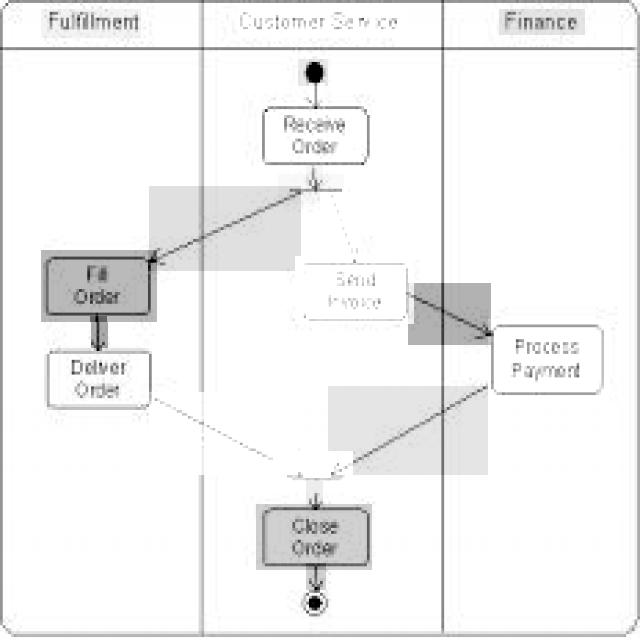 Fulfillment
Customer Service
Finance
Receive
Order
Fill
Order
Send
Invoice
Deliver
Order
Process
Payment
Close
Order